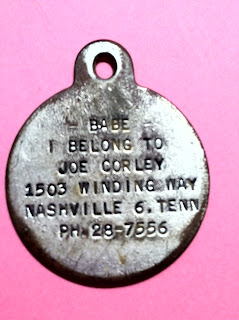 - BABE -
I BELONG TO
JOE CORLEY
1503 WINDING WAY
NASHVILLE 6, TENN
PH. 28-7556